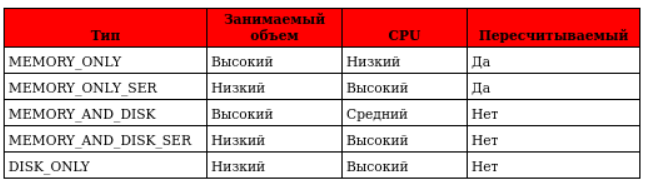 Тип Занимаемый объем CPU Пересчитываемый
MEMORY_ONLY Высокий Низкий Да
MEMORY_ONLY_SER Низкий Высокий Да
MEMORY_AND_DISK Высокий Средний Нет
MEMORY_AND_DISK_SER Низкий Высокий Нет
DISK_ONLY Низкий Высокий Нет